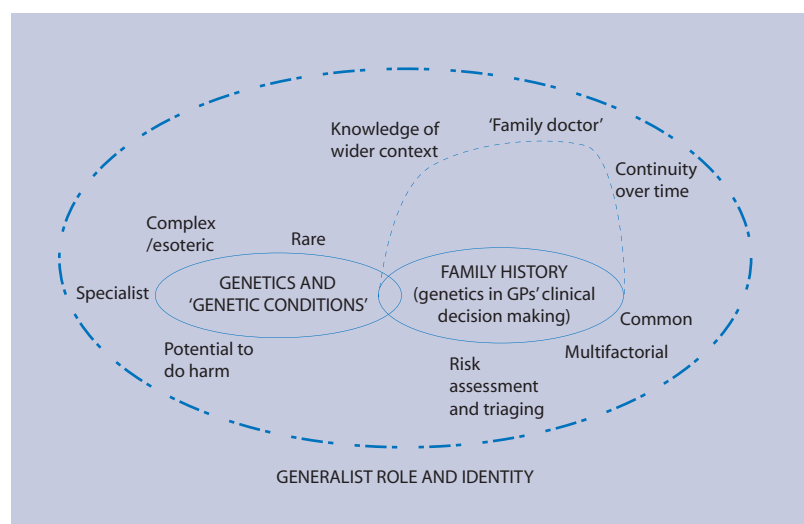 'Family doctor'
Knowledge of
wider context
Continuity
over time
Complex
/esoteric
Rare
GENETICS AND
'GENETIC CONDITIONS'
FAMILY HISTORY
(genetics in GPs' clinical
decision making)
Specialist
Common
Multifactorial
Potential to
do harm
Risk
assessment
and triaging
GENERALIST ROLE AND IDENTITY